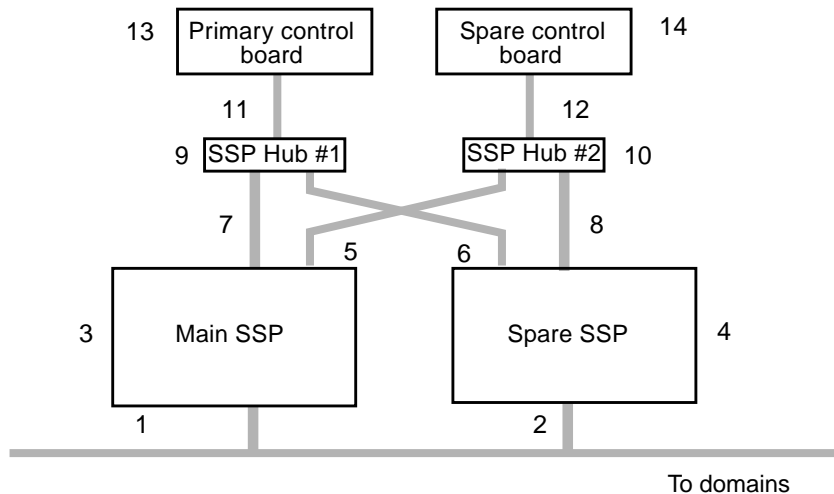 13
Primary control
board
Spare control
board
14
11
12
9
SSP Hub #1
SSP Hub #2
10
7
8
5
6
3
Main SSP
Spare SSP
4
1
2
To domains